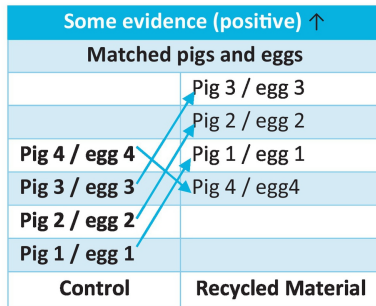 Some evidence (positive) ↑
Matched pigs and eggs
Pig 3 / egg 3
Pig 2 / egg 2
Pig 4 / egg 4 Pig 1 / egg 1
Pig 3 / egg 3 Pig 4 / egg4
Pig 2 / egg 2
Pig 1 / egg 1
Control Recycled Material